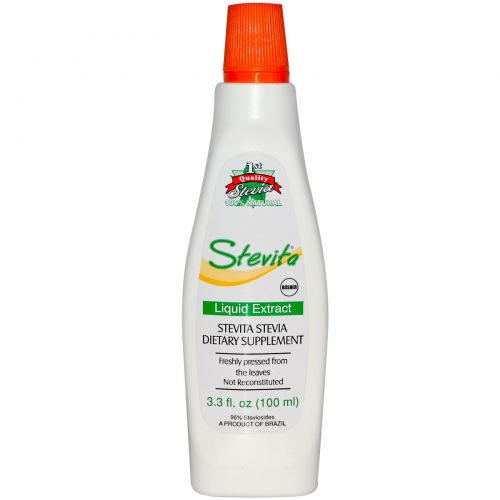 1st
Quality
Stevia
100% NATURAL
Stevita
KOSHER
Liquid Extract
STEVITA STEVIA
DIETARY SUPPLEMENT
Freshly pressed from
the leaves
Not Reconstituted
3.3 fl. oz (100 ml)
96% Steviosides
A PRODUCT OF BRAZIL